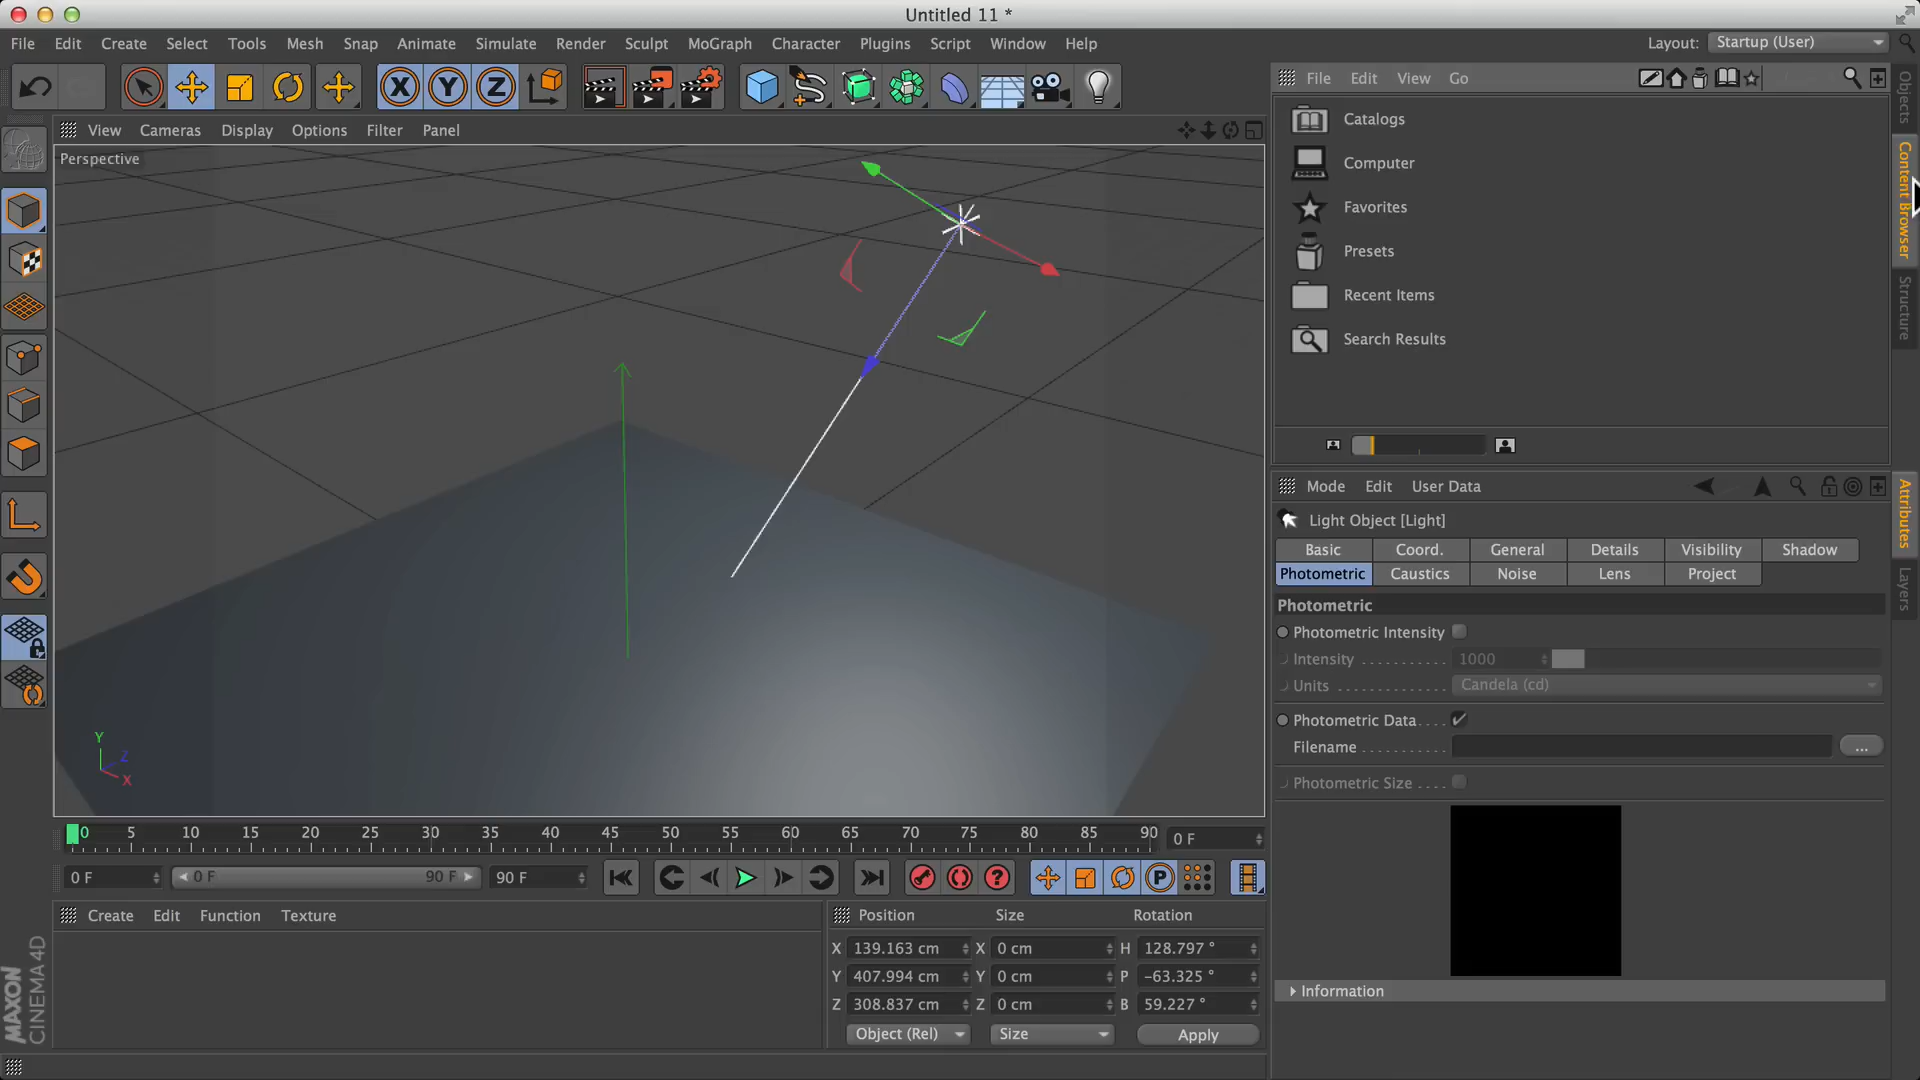 Untitled 11 *
File Edit Create Select Tools Mesh Snap Animate Simulate Render Sculpt MoGraph Character Plugins Script Window Help
Layout: Startup (User)
X Y Z
File Edit View Go
View Cameras Display Options Filter Panel
Perspective
Catalogs
Computer
Favorites
Presets
Recent Items
Search Results
Objects
Content Browser
Structure
Mode Edit User Data
Light Object [Light]
Basic Coord. General Details Visibility Shadow
Photometric Caustics Noise Lens Project
Photometric
Photometric Intensity
Intensity . . . . . . . . . . . 1000
Units . . . . . . . . . . . . . . . Candela (cd)
Photometric Data . . . .
Filename . . . . . . . . . . . ...
Photometric Size . . . .
Information
Attributes
Layers
Y
Z
X
0 5 10 15 20 25 30 35 40 45 50 55 60 65 70 75 80 85 90 0 F
0 F 0 F 90 F 90 F ? P
Create Edit Function Texture
Position Size Rotation
X 139.163 cm X 0 cm H 128.797 °
Y 407.994 cm Y 0 cm P -63.325 °
Z 308.837 cm Z 0 cm B 59.227 °
Object (Rel) Size Apply
MAXON
CINEMA 4D